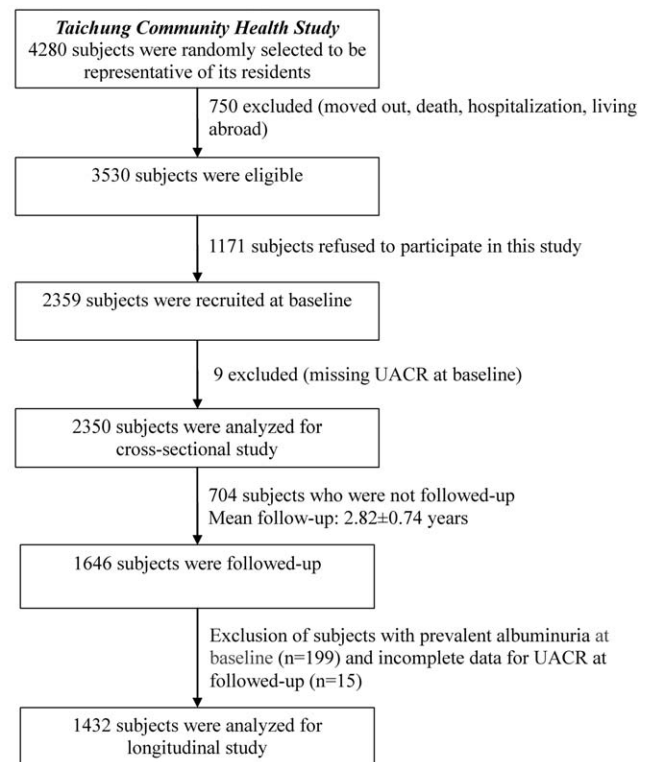 Taichung Community Health Study
4280 subjects were randomly selected to be
representative of its residents
750 excluded (moved out, death, hospitalization, living
abroad)
3530 subjects were eligible
1171 subjects refused to participate in this study
2359 subjects were recruited at baseline
9 excluded (missing UACR at baseline)
2350 subjects were analyzed for
cross-sectional study
704 subjects who were not followed-up
Mean follow-up: 2.82±0.74 years
1646 subjects were followed-up
Exclusion of subjects with prevalent albuminuria at
baseline (n=199) and incomplete data for UACR at
followed-up (n=15)
1432 subjects were analyzed for
longitudinal study